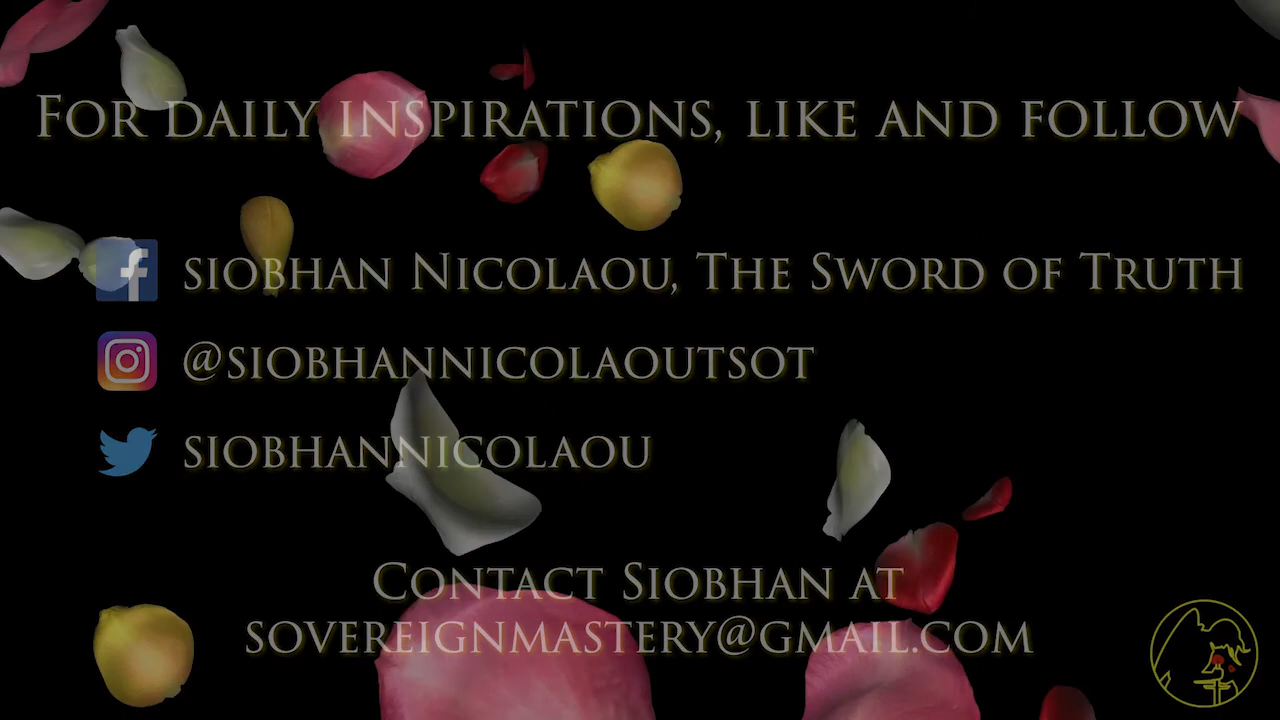 For daily inspirations, like and follow
siobhan Nicolaou, The Sword of Truth
@siobhannicolaoutsot
siobhannicolaou
Contact Siobhan at
sovereignmastery@gmail.com